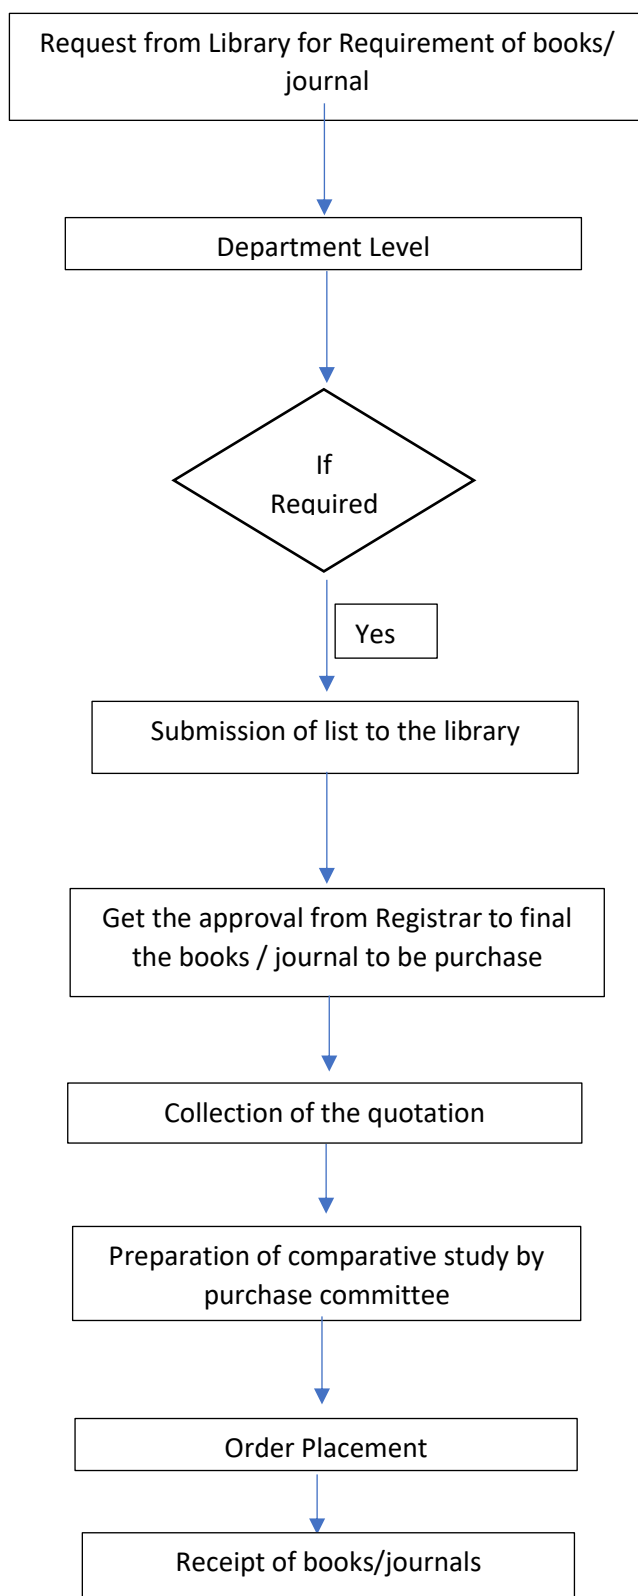 Request from Library for Requirement of books/
journal
Department Level
If
Required
Yes
Submission of list to the library
Get the approval from Registrar to final
the books / journal to be purchase
Collection of the quotation
Preparation of comparative study by
purchase committee
Order Placement
Receipt of books/journals